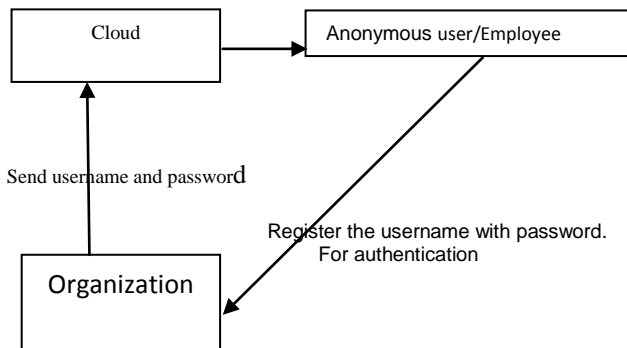 Cloud
Anonymous user/Employee
Send username and password
Register the username with password.
For authentication
Organization